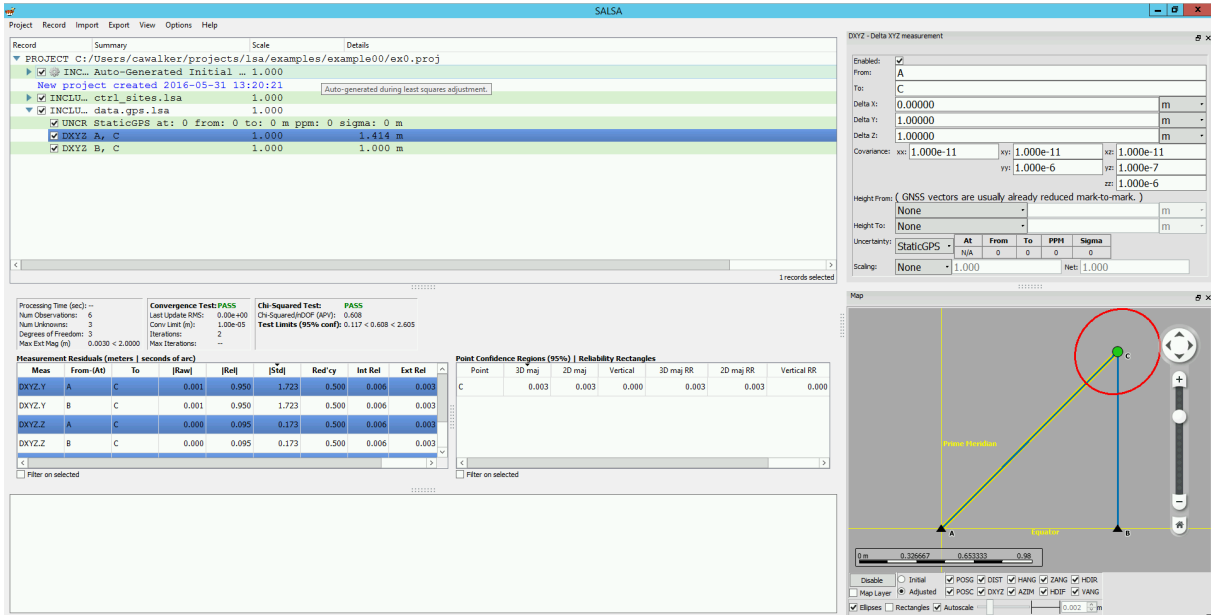 SALSA
Project Record Import Export View Options Help
Record Summary Scale Details
PROJECT C:/Users/cawalker/projects/lsa/examples/example00/ex0.proj
INC... Auto-Generated Initial … 1.000
New project created 2016-05-31 13:20:21
Auto-generated during least squares adjustment.
INCLU… ctrl_sites.lsa 1.000
INCLU… data.gps.lsa 1.000
UNCR StaticGPS at: 0 from: 0 to: 0 m ppm: 0 sigma: 0 m
DXYZ A, C 1.000 1.414 m
DXYZ B, C 1.000 1.000 m
1 records selected
Processing Time (sec): --
Num Observations: 6
Num Unknowns: 3
Degrees of Freedom: 3
Max Ext Mag (m) 0.0030 < 2.0000
Convergence Test: PASS
Last Update RMS: 0.00e+00
Conv Limit (m): 1.00e-05
Iterations: 2
Max Iterations: --
Chi-Squared Test: PASS
Chi-Squared/nDOF (APV): 0.608
Test Limits (95% conf): 0.117 < 0.608 < 2.605
Measurement Residuals (meters | seconds of arc)
Meas From-(At) To |Raw| |Rel| |Std| Red'cy Int Rel Ext Rel
DXYZ.Y A C 0.001 0.950 1.723 0.500 0.006 0.003
DXYZ.Y B C 0.001 0.950 1.723 0.500 0.006 0.003
DXYZ.Z A C 0.000 0.095 0.173 0.500 0.006 0.003
DXYZ.Z B C 0.000 0.095 0.173 0.500 0.006 0.003
Filter on selected
Point Confidence Regions (95%) | Reliability Rectangles
Point 3D maj 2D maj Vertical 3D maj RR 2D maj RR Vertical RR
C 0.003 0.003 0.000 0.003 0.003 0.000
Filter on selected
DXYZ - Delta XYZ measurement
Enabled:
From: A
To: C
Delta X: 0.00000 m
Delta Y: 1.00000 m
Delta Z: 1.00000 m
Covariance: xx: 1.000e-11 xy: 1.000e-11 xz: 1.000e-11
yy: 1.000e-6 yz: 1.000e-7
zz: 1.000e-6
Height From: ( GNSS vectors are usually already reduced mark-to-mark. )
None m
Height To: None m
Uncertainty: StaticGPS At From To PPM Sigma
N/A 0 0 0 0
Scaling: None 1.000 Net: 1.000
Map
C
Prime Meridian
A Equator B
0 m 0.326667 0.653333 0.98
Disable Initial POSG DIST HANG ZANG HDIR
Map Layer Adjusted POSC DXYZ AZIM HDIF VANG
Ellipses Rectangles Autoscale 0.002 m